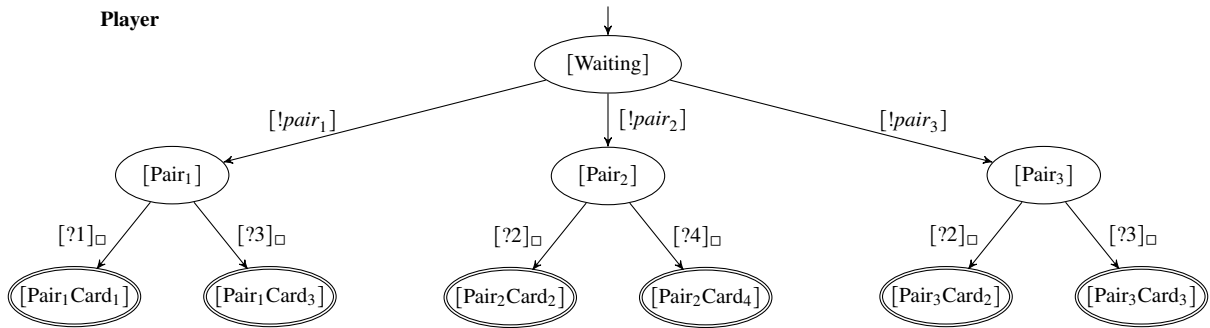 Player
[Waiting]
[!pair₁] [!pair₂] [!pair₃]
[Pair₁] [Pair₂] [Pair₃]
[?1]□ [?3]□ [?2]□ [?4]□ [?2]□ [?3]□
[Pair₁Card₁] [Pair₁Card₃] [Pair₂Card₂] [Pair₂Card₄] [Pair₃Card₂] [Pair₃Card₃]